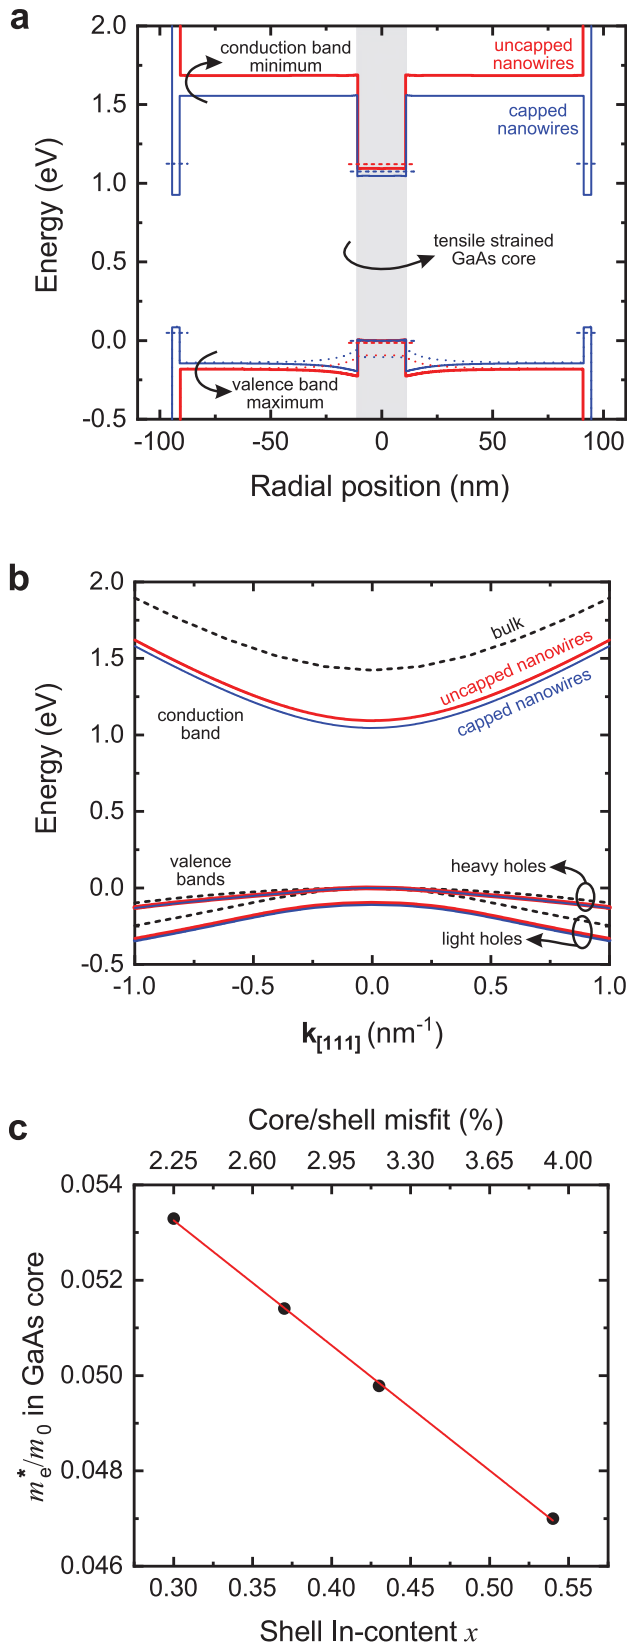 a
2.0
1.5
1.0
0.5
0.0
-0.5
Energy (eV)
conduction band
minimum
uncapped
nanowires
capped
nanowires
tensile strained
GaAs core
valence band
maximum
-100
-50
0
50
100
Radial position (nm)
b
2.0
1.5
1.0
0.5
0.0
-0.5
Energy (eV)
bulk
uncapped nanowires
capped nanowires
conduction
band
valence
bands
heavy holes
light holes
-1.0
-0.5
0.0
0.5
1.0
k[111] (nm-1)
c
Core/shell misfit (%)
2.25
2.60
2.95
3.30
3.65
4.00
0.054
0.052
0.050
0.048
0.046
m*e/m0 in GaAs core
0.30
0.35
0.40
0.45
0.50
0.55
Shell In-content x